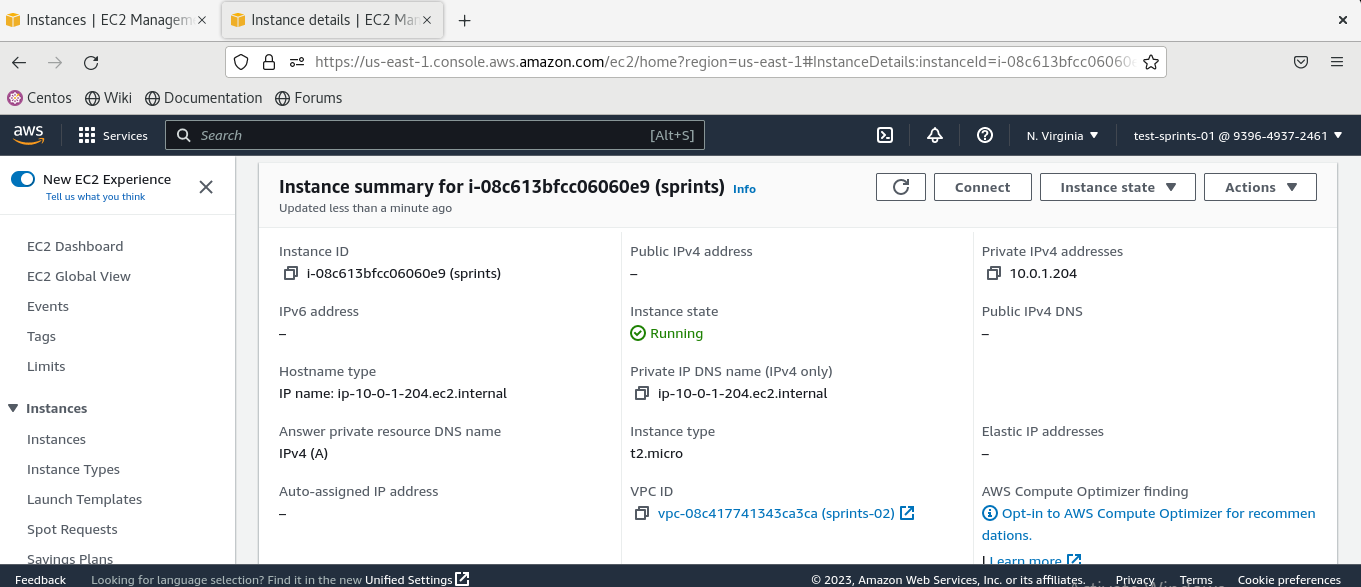 Instances | EC2 Managem
Instance details | EC2 Man
https://us-east-1.console.aws.amazon.com/ec2/home?region=us-east-1#InstanceDetails:instanceId=i-08c613bfcc06060e
Centos Wiki Documentation Forums
aws Services Search [Alt+S] N. Virginia test-sprints-01 @ 9396-4937-2461
New EC2 Experience
Tell us what you think
EC2 Dashboard
EC2 Global View
Events
Tags
Limits
Instances
Instances
Instance Types
Launch Templates
Spot Requests
Savings Plans
Instance summary for i-08c613bfcc06060e9 (sprints) Info
Updated less than a minute ago
Connect Instance state Actions
Instance ID
i-08c613bfcc06060e9 (sprints)
Public IPv4 address
–
Private IPv4 addresses
10.0.1.204
IPv6 address
–
Instance state
Running
Public IPv4 DNS
–
Hostname type
IP name: ip-10-0-1-204.ec2.internal
Private IP DNS name (IPv4 only)
ip-10-0-1-204.ec2.internal
Answer private resource DNS name
IPv4 (A)
Instance type
t2.micro
Elastic IP addresses
–
Auto-assigned IP address
–
VPC ID
vpc-08c417741343ca3ca (sprints-02)
AWS Compute Optimizer finding
Opt-in to AWS Compute Optimizer for recommen
dations.
| Learn more
Feedback Looking for language selection? Find it in the new Unified Settings © 2023, Amazon Web Services, Inc. or its affiliates. Privacy Terms Cookie preferences